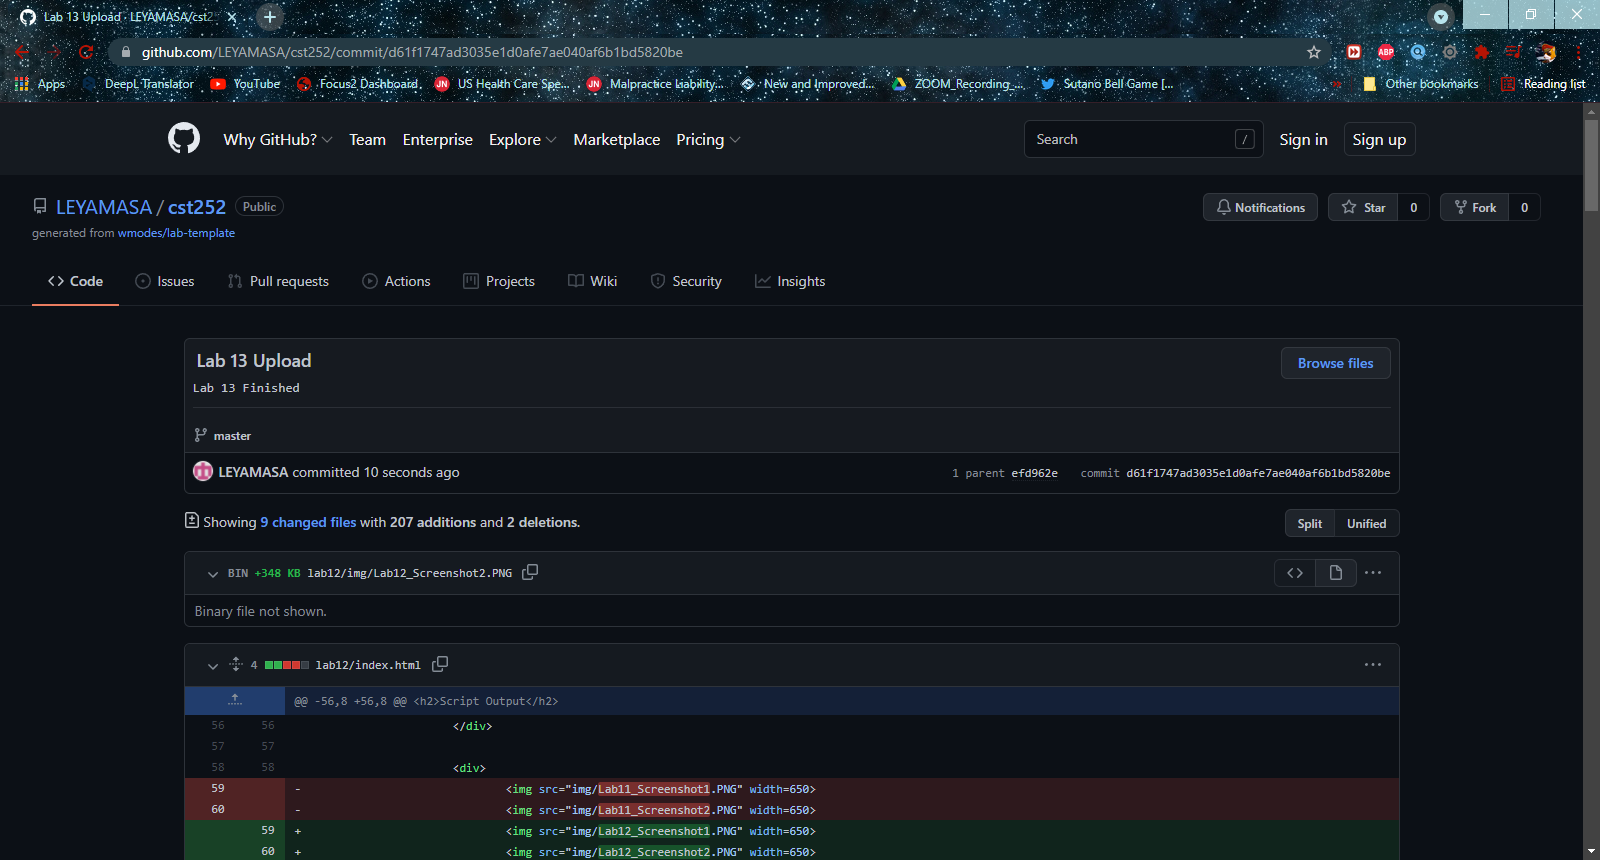 Lab 13 Upload · LEYAMASA/cst2
github.com/LEYAMASA/cst252/commit/d61f1747ad3035e1d0afe7ae040af6b1bd5820be
ABP
Apps DeepL Translator YouTube JN Focus2 Dashboard JN US Health Care Spe... JN Malpractice Liability... New and Improved... ZOOM_Recording_... Sutano Bell Game [... Other bookmarks Reading list
Why GitHub? Team Enterprise Explore Marketplace Pricing Search / Sign in Sign up
LEYAMASA / cst252 Public Notifications Star 0 Fork 0
generated from wmodes/lab-template
Code Issues Pull requests Actions Projects Wiki Security Insights
Lab 13 Upload Browse files
Lab 13 Finished
master
LEYAMASA committed 10 seconds ago 1 parent efd962e commit d61f1747ad3035e1d0afe7ae040af6b1bd5820be
Showing 9 changed files with 207 additions and 2 deletions. Split Unified
BIN +348 KB lab12/img/Lab12_Screenshot2.PNG <> ...
Binary file not shown.
4 lab12/index.html ...
@@ -56,8 +56,8 @@ <h2>Script Output</h2>
56 56 </div>
57 57
58 58 <div>
59 - <img src="img/Lab11_Screenshot1.PNG" width=650>
60 - <img src="img/Lab11_Screenshot2.PNG" width=650>
59 + <img src="img/Lab12_Screenshot1.PNG" width=650>
60 + <img src="img/Lab12_Screenshot2.PNG" width=650>